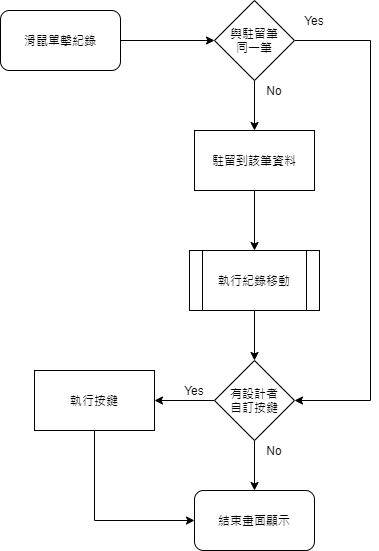 滑鼠單擊紀錄
與駐留筆
同一筆
Yes
No
駐留到該筆資料
執行紀錄移動
有設計者
自訂按鍵
Yes
執行按鍵
No
結束畫面顯示